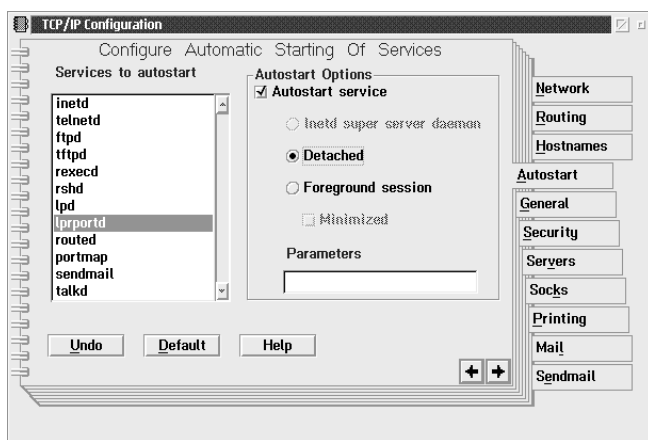 TCP/IP Configuration
Configure Automatic Starting Of Services
Services to autostart
inetd
telnetd
ftpd
tftpd
rexecd
rshd
lpd
lprportd
routed
portmap
sendmail
talkd
Autostart Options
Autostart service
Inetd super server daemon
Detached
Foreground session
Minimized
Parameters
Undo
Default
Help
Network
Routing
Hostnames
Autostart
General
Security
Servers
Socks
Printing
Mail
Sendmail